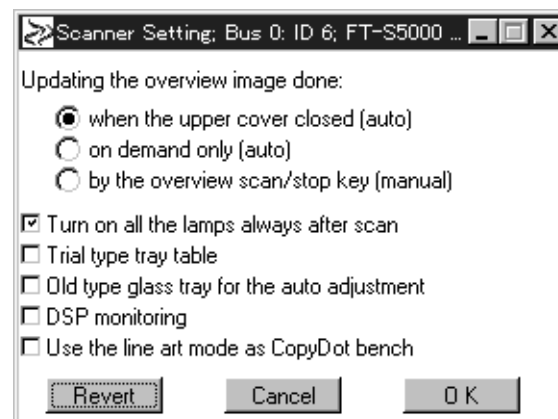 Scanner Setting; Bus 0: ID 6; FT-S5000 ...
Updating the overview image done:
when the upper cover closed (auto)
on demand only (auto)
by the overview scan/stop key (manual)
Turn on all the lamps always after scan
Trial type tray table
Old type glass tray for the auto adjustment
DSP monitoring
Use the line art mode as CopyDot bench
Revert Cancel O K